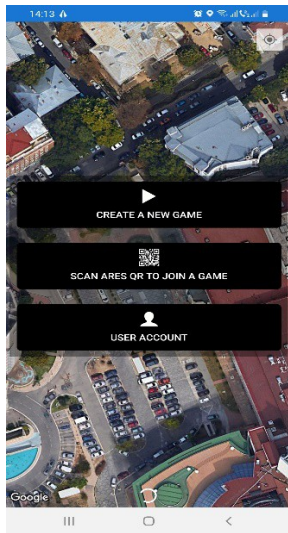 14:13
CREATE A NEW GAME
SCAN ARES QR TO JOIN A GAME
USER ACCOUNT
Google